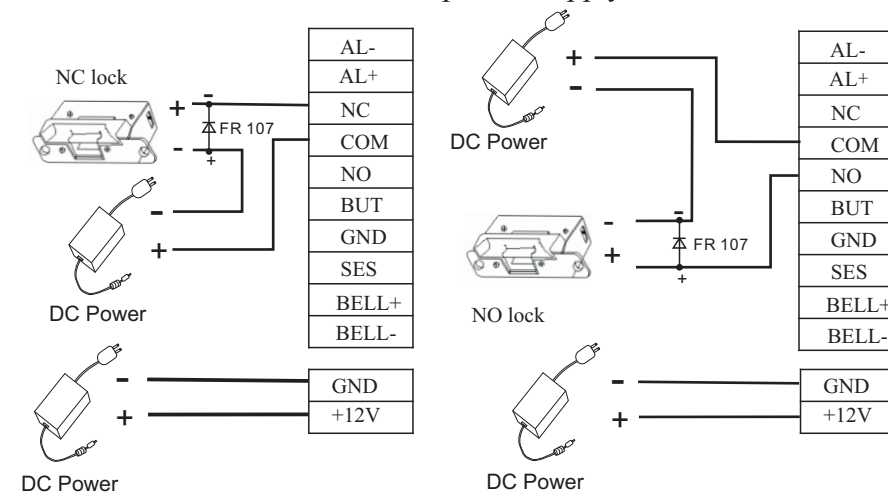 AL-
AL+
NC
COM
NO
BUT
GND
SES
BELL+
BELL-
GND
+12V
NC lock
+ -
FR 107
- +
-
+
DC Power
-
+
DC Power
+
-
DC Power
-
+
-
FR 107
+
NO lock
-
+
DC Power
AL-
AL+
NC
COM
NO
BUT
GND
SES
BELL+
BELL-
GND
+12V